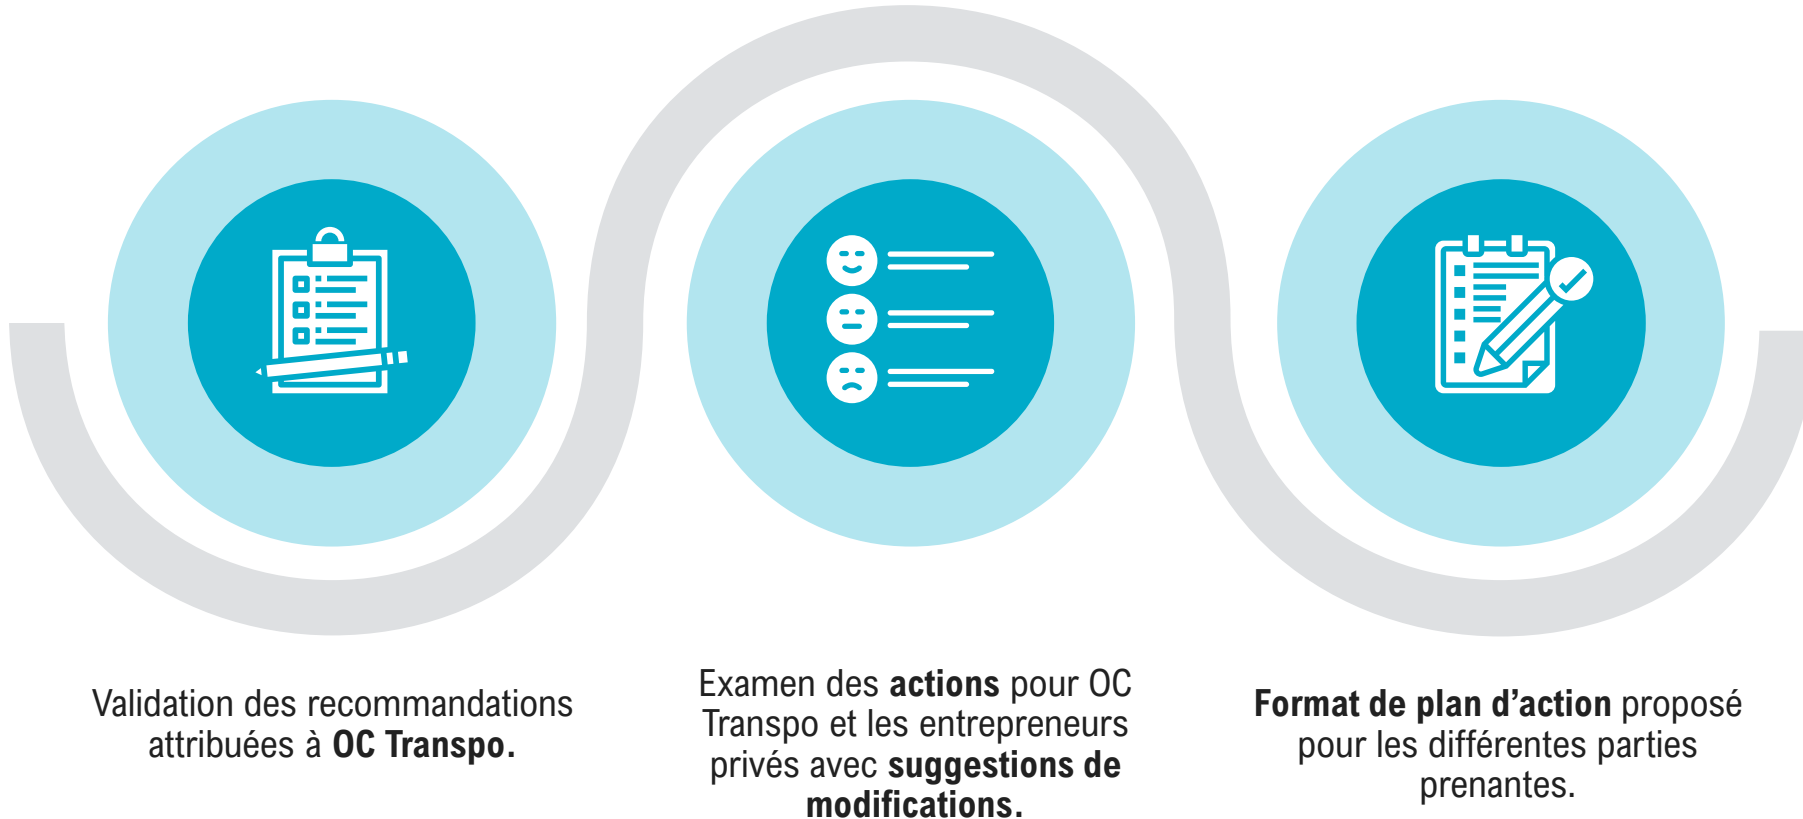 Validation des recommandations
attribuées à OC Transpo.
Examen des actions pour OC
Transpo et les entrepreneurs
privés avec suggestions de
modifications.
Format de plan d’action proposé
pour les différentes parties
prenantes.